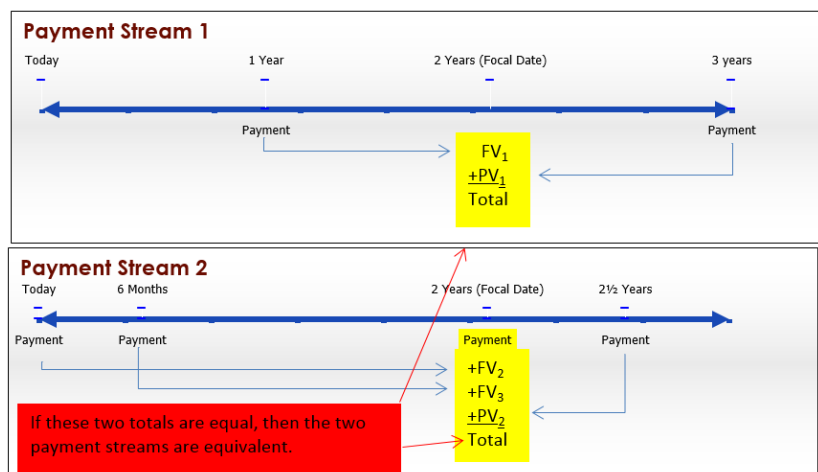 Payment Stream 1
Today 1 Year 2 Years (Focal Date) 3 years
Payment Payment
FV1
+PV1
Total
Payment Stream 2
Today 6 Months 2 Years (Focal Date) 2½ Years
Payment Payment Payment Payment
+FV2
+FV3
+PV2
Total
If these two totals are equal, then the two
payment streams are equivalent.